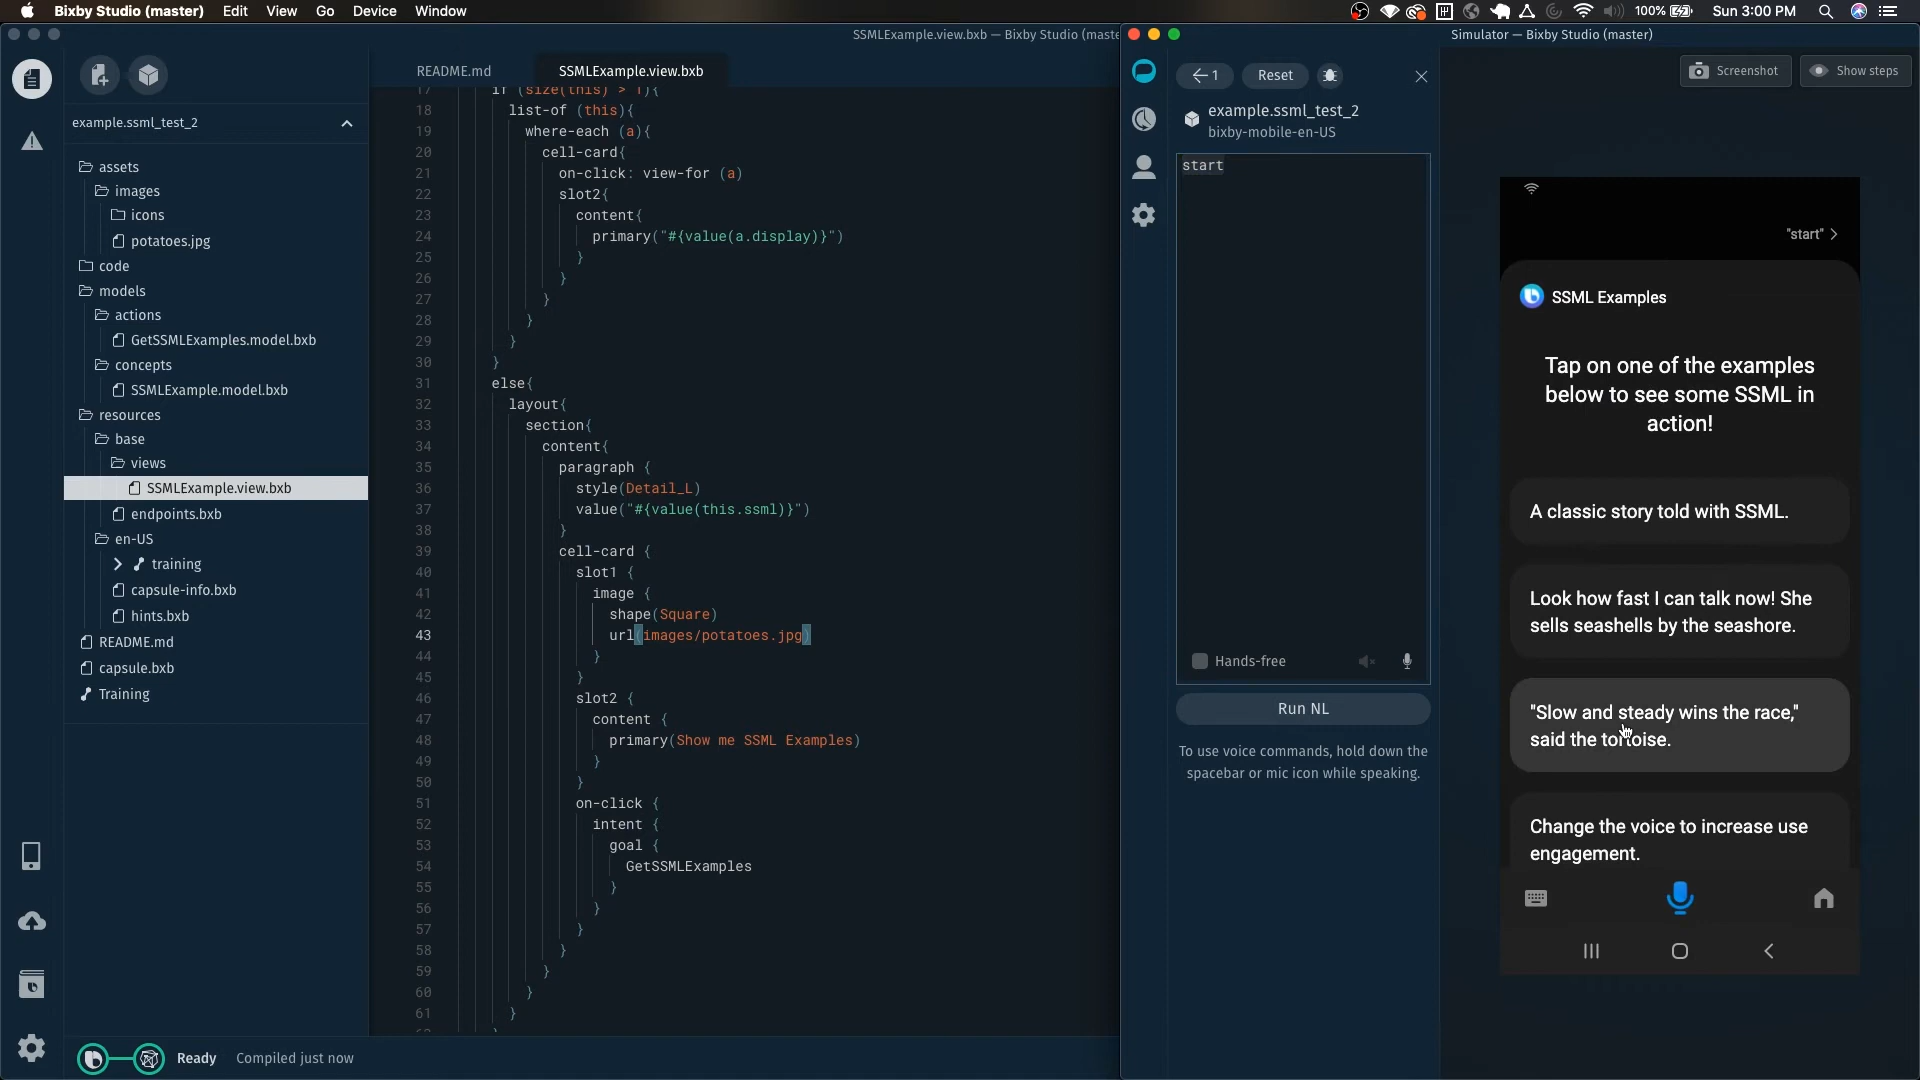 Bixby Studio (master) Edit View Go Device Window
100% Sun 3:00 PM
SSMLExample.view.bxb — Bixby Studio (maste
example.ssml_test_2
assets
images
icons
potatoes.jpg
code
models
actions
GetSSMLExamples.model.bxb
concepts
SSMLExample.model.bxb
resources
base
views
SSMLExample.view.bxb
endpoints.bxb
en-US
training
capsule-info.bxb
hints.bxb
README.md
capsule.bxb
Training
Ready Compiled just now
README.md SSMLExample.view.bxb
17 if (size(this) > 1){
18 list-of (this){
19 where-each (a){
20 cell-card{
21 on-click: view-for (a)
22 slot2{
23 content{
24 primary("#{value(a.display)}")
25 }
26 }
27 }
28 }
29 }
30 }
31 else{
32 layout{
33 section{
34 content{
35 paragraph {
36 style(Detail_L)
37 value("#{value(this.ssml)}")
38 }
39 cell-card {
40 slot1 {
41 image {
42 shape(Square)
43 url(images/potatoes.jpg)
44 }
45 }
46 slot2 {
47 content {
48 primary(Show me SSML Examples)
49 }
50 }
51 on-click {
52 intent {
53 goal {
54 GetSSMLExamples
55 }
56 }
57 }
58 }
59 }
60 }
61 }
Simulator — Bixby Studio (master)
1 Reset
example.ssml_test_2
bixby-mobile-en-US
start
Hands-free
Run NL
To use voice commands, hold down the
spacebar or mic icon while speaking.
Screenshot Show steps
"start"
SSML Examples
Tap on one of the examples
below to see some SSML in
action!
A classic story told with SSML.
Look how fast I can talk now! She
sells seashells by the seashore.
"Slow and steady wins the race,"
said the tortoise.
Change the voice to increase use
engagement.